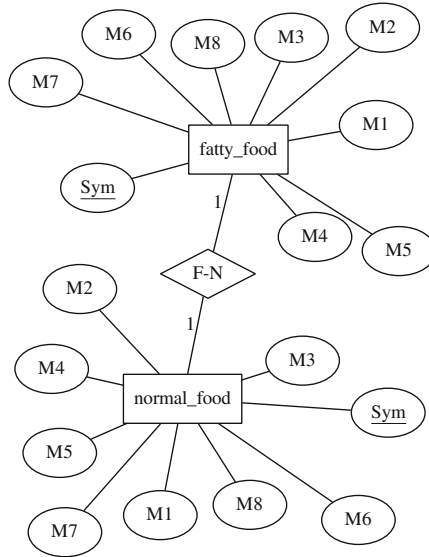 M6
M8
M3
M2
M7
M1
fatty_food
Sym
M4
M5
1
F-N
M2
1
M4
M3
normal_food
Sym
M5
M7
M1
M8
M6